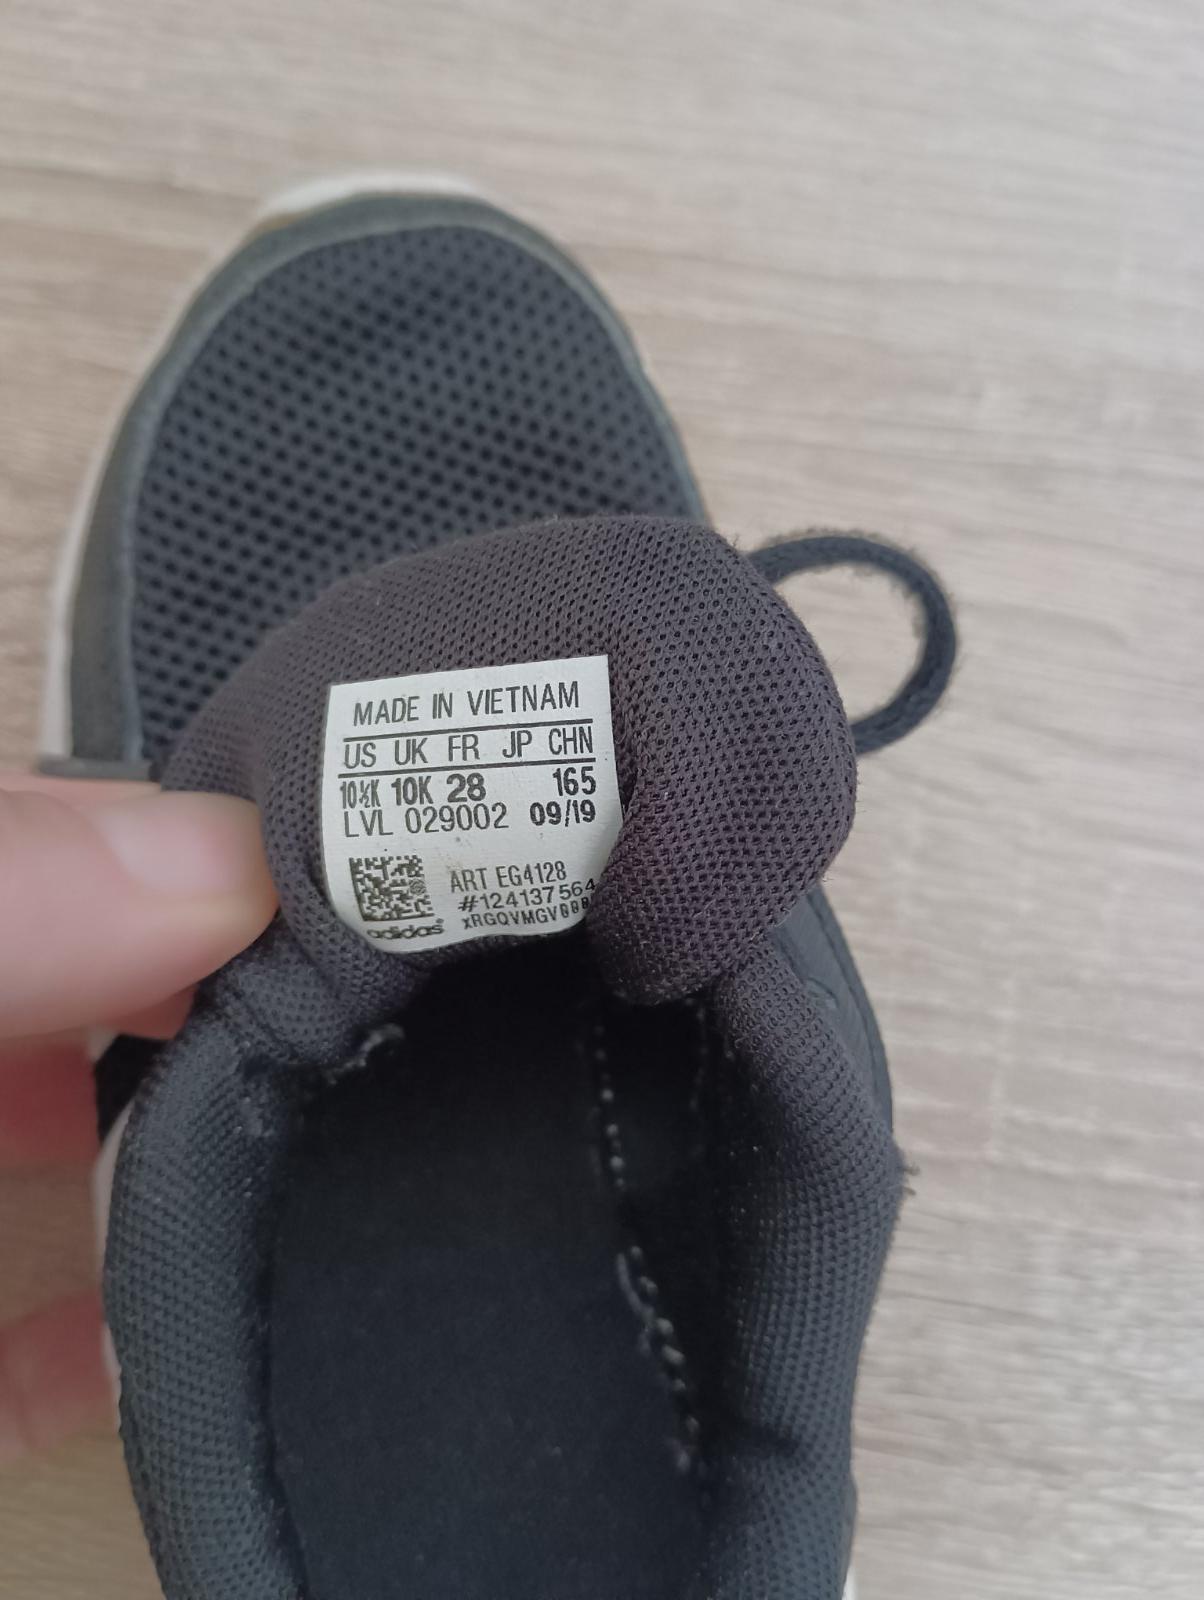 MADE IN VIETNAM
US UK FR JP CHN
10½K 10K 28 165
LVL 029002 09/19
ART EG4128
#124137564
adidas